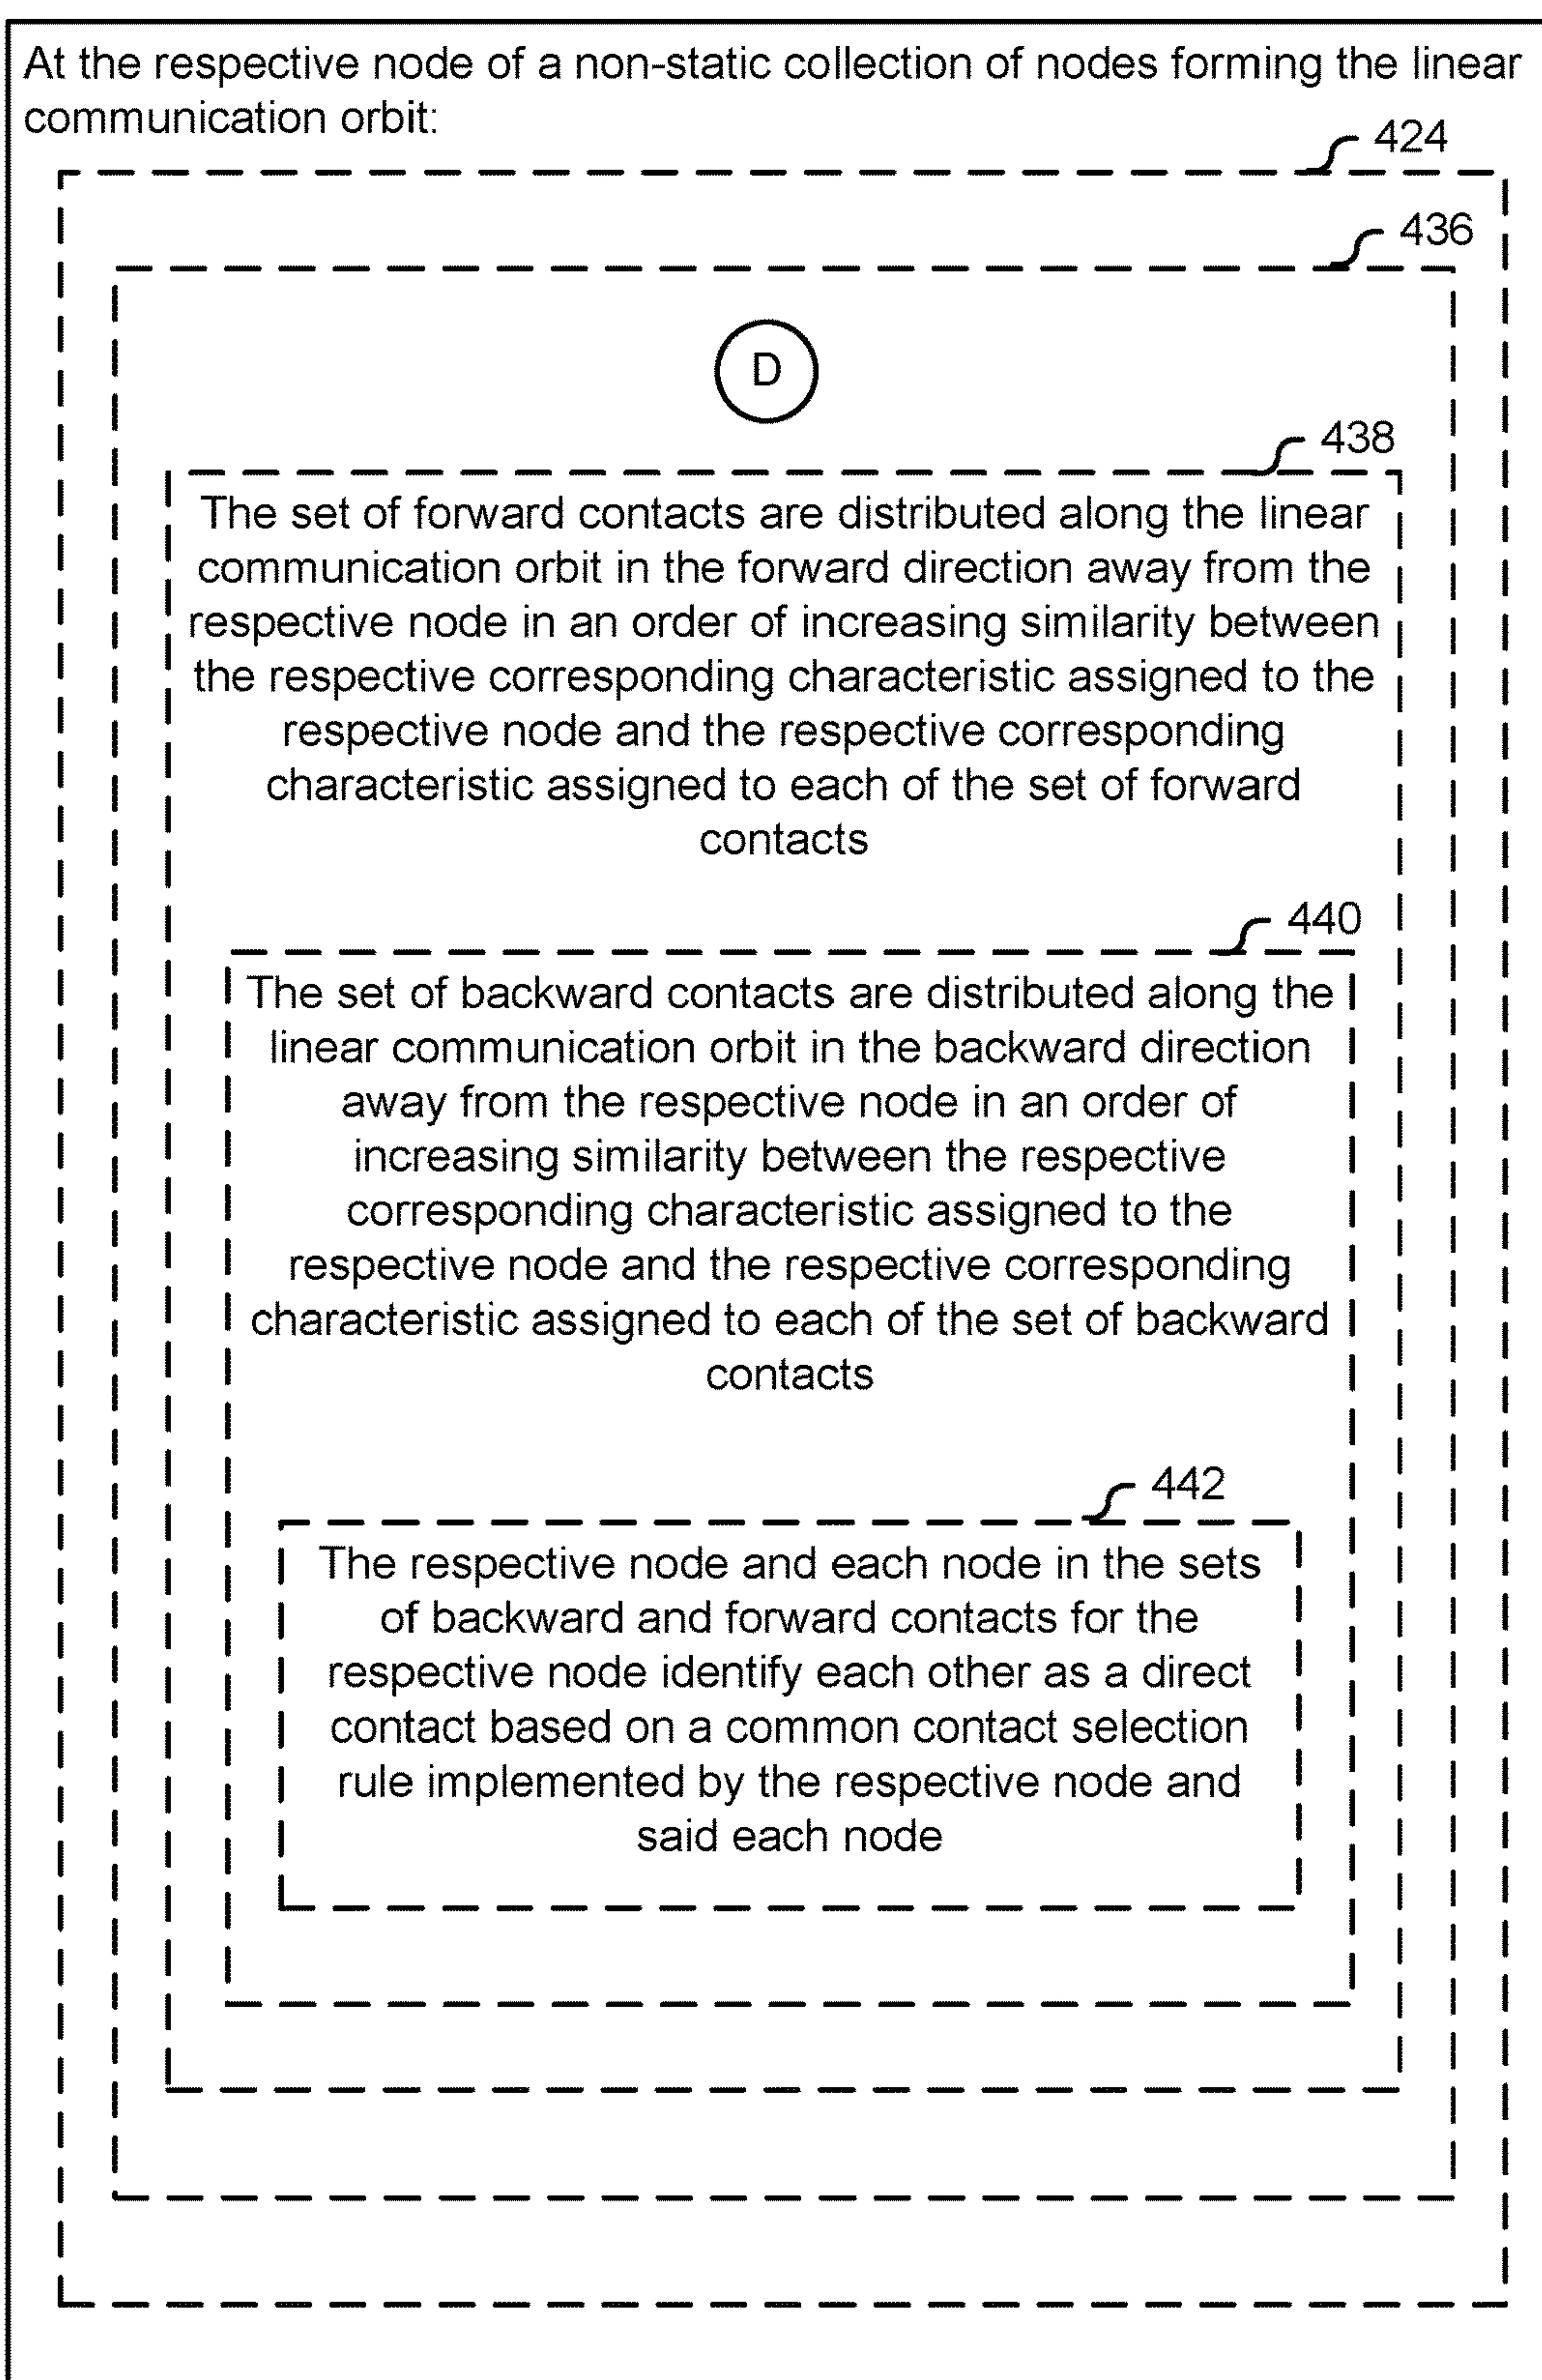 At the respective node of a non-static collection of nodes forming the linear
communication orbit:
424
436
D
438
The set of forward contacts are distributed along the linear
communication orbit in the forward direction away from the
respective node in an order of increasing similarity between
the respective corresponding characteristic assigned to the
respective node and the respective corresponding
characteristic assigned to each of the set of forward
contacts
440
The set of backward contacts are distributed along the
linear communication orbit in the backward direction
away from the respective node in an order of
increasing similarity between the respective
corresponding characteristic assigned to the
respective node and the respective corresponding
characteristic assigned to each of the set of backward
contacts
442
The respective node and each node in the sets
of backward and forward contacts for the
respective node identify each other as a direct
contact based on a common contact selection
rule implemented by the respective node and
said each node